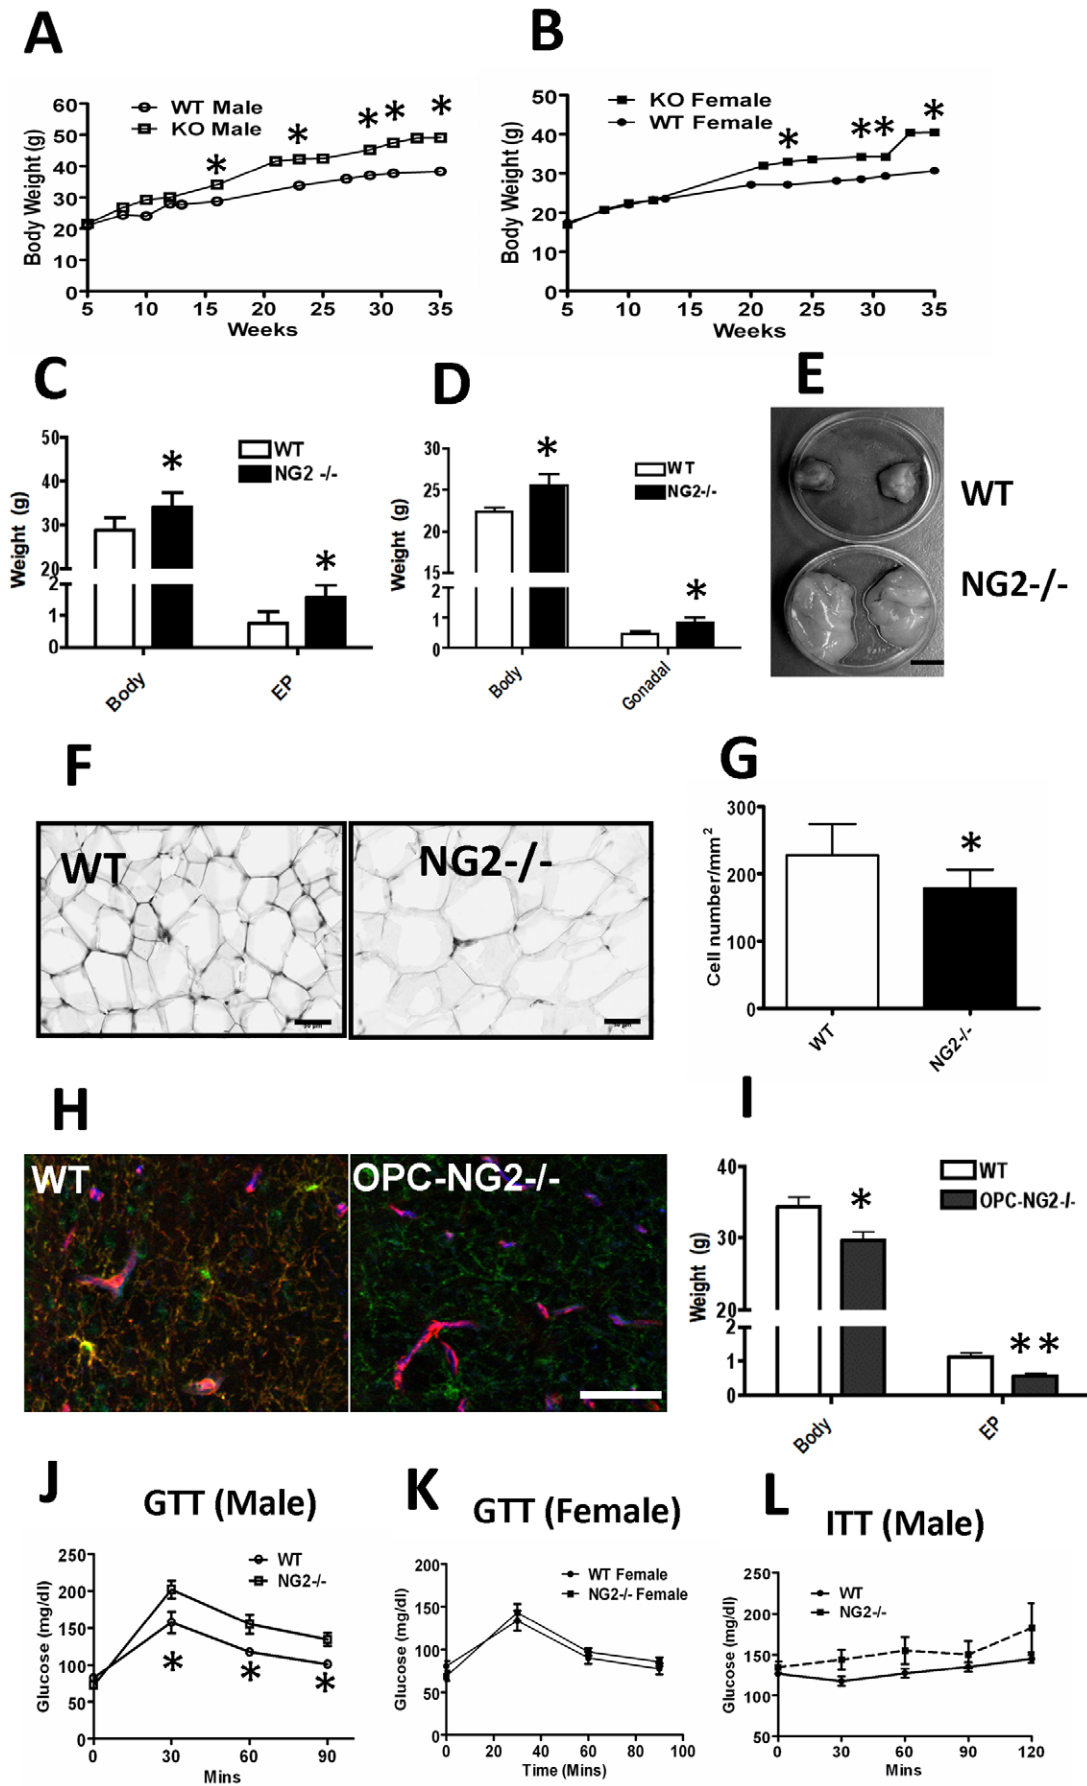 A
B
WT Male
KO Male
60
50
40
30
20
10
0
Body Weight (g)
* * * * *
5 10 15 20 25 30 35
Weeks
KO Female
WT Female
50
40
30
20
10
0
Body Weight (g)
* * * *
5 10 15 20 25 30 35
Weeks
C
D
E
50
40
30
20
2
1
0
Weight (g)
WT
NG2 -/-
*
*
Body
EP
30
25
20
15
2
1
0
Weight (g)
WT
NG2-/-
*
*
Body
Gonadal
WT
NG2-/-
F
WT
NG2-/-
G
300
200
100
0
Cell number/mm2
*
WT
NG2-/-
H
WT
OPC-NG2-/-
I
40
30
20
2
1
0
Weight (g)
WT
OPC-NG2-/-
*
**
Body
EP
J
GTT (Male)
250
200
150
100
50
0
Glucose (mg/dl)
WT
NG2-/-
* * *
0 30 60 90
Mins
K
GTT (Female)
200
150
100
50
0
Glucose (mg/dl)
WT Female
NG2-/- Female
0 20 40 60 80 100
Time (Mins)
L
ITT (Male)
250
200
150
100
50
Glucose (mg/dl)
WT
NG2-/-
0 30 60 90 120
Mins